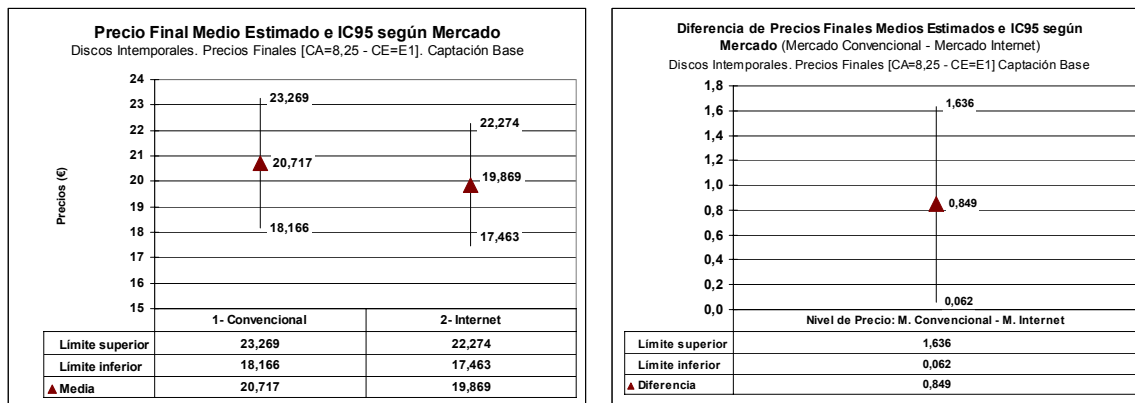 Precio Final Medio Estimado e IC95 según Mercado
Discos Intemporales. Precios Finales [CA=8,25 - CE=E1]. Captación Base
Precios (€)
24
23
22
21
20
19
18
17
16
15
23,269
20,717
18,166
22,274
19,869
17,463
1- Convencional 2- Internet
Límite superior 23,269 22,274
Límite inferior 18,166 17,463
Media 20,717 19,869
Diferencia de Precios Finales Medios Estimados e IC95 según
Mercado (Mercado Convencional - Mercado Internet)
Discos Intemporales. Precios Finales [CA=8,25 - CE=E1] Captación Base
1,8
1,6
1,4
1,2
1,0
0,8
0,6
0,4
0,2
0,0
1,636
0,849
0,062
Nivel de Precio: M. Convencional - M. Internet
Límite superior 1,636
Límite inferior 0,062
Diferencia 0,849